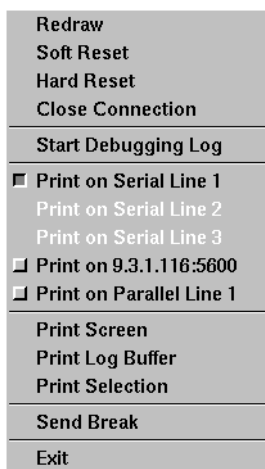 Redraw
Soft Reset
Hard Reset
Close Connection
Start Debugging Log
Print on Serial Line 1
Print on Serial Line 2
Print on Serial Line 3
Print on 9.3.1.116:5600
Print on Parallel Line 1
Print Screen
Print Log Buffer
Print Selection
Send Break
Exit